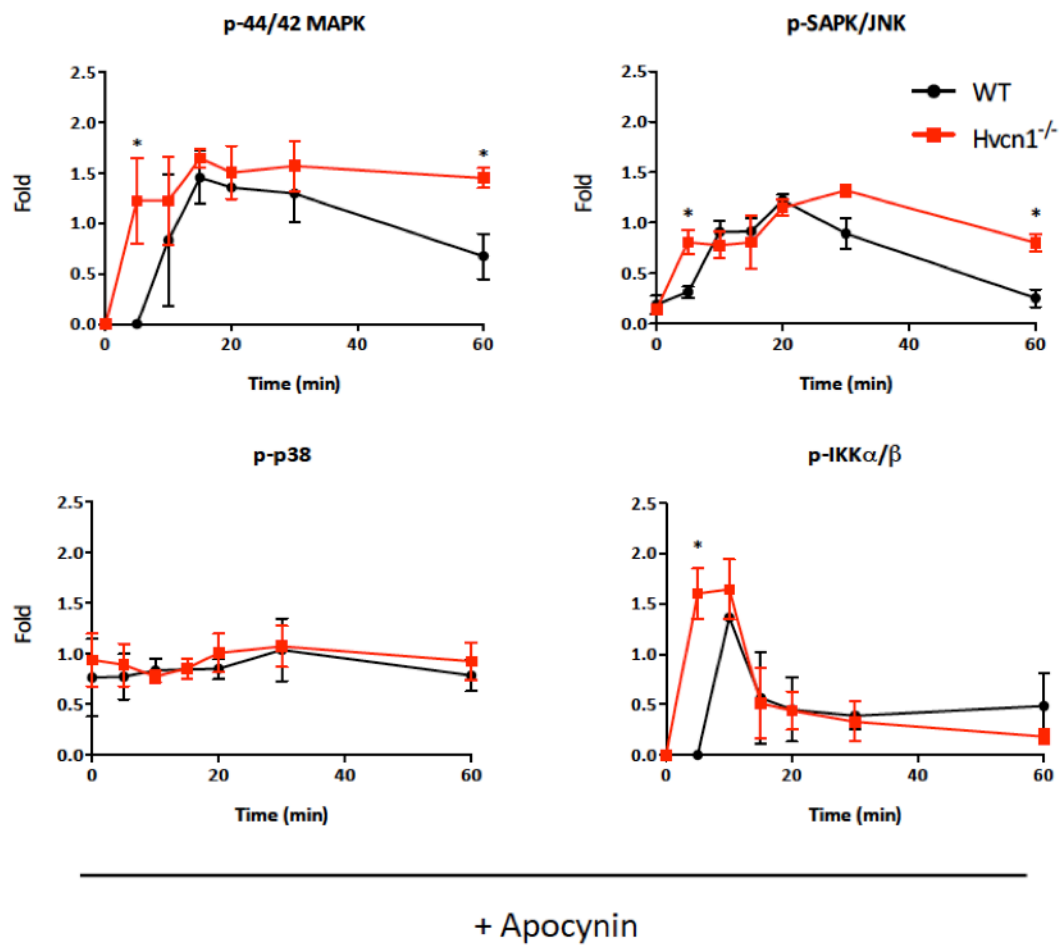 p-44/42 MAPK
2.5
2.0
1.5
1.0
0.5
0.0
Fold
*
*
0 20 40 60
Time (min)
p-SAPK/JNK
2.5
2.0
1.5
1.0
0.5
0.0
Fold
WT
Hvcn1-/-
*
*
0 20 40 60
Time (min)
p-p38
2.5
2.0
1.5
1.0
0.5
0.0
Fold
0 20 40 60
Time (min)
p-IKKα/β
2.5
2.0
1.5
1.0
0.5
0.0
*
0 20 40 60
Time (min)
+ Apocynin